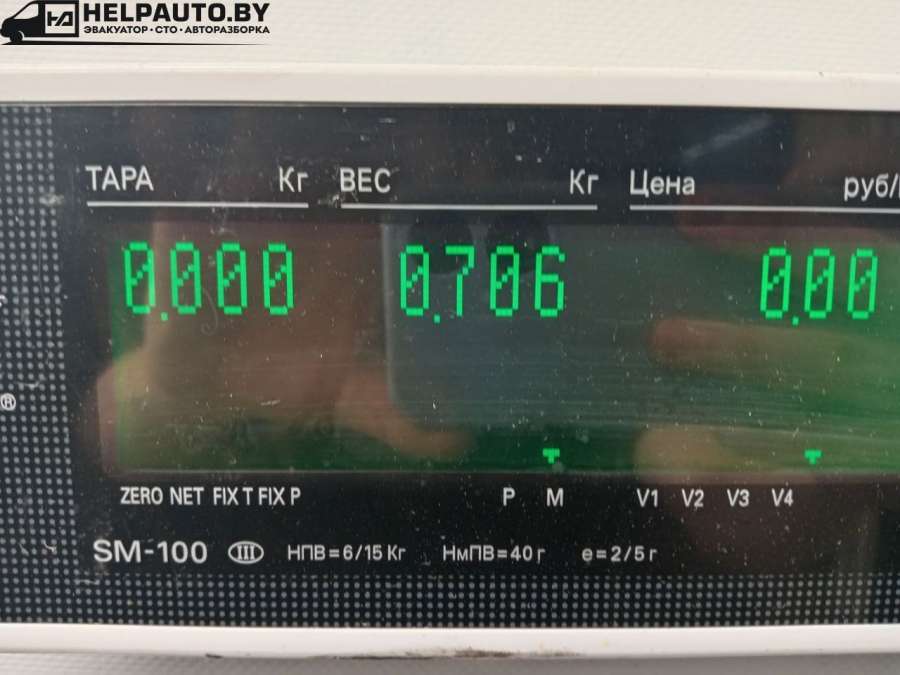 HELPAUTO.BY
ЭВАКУАТОР • СТО • АВТОРАЗБОРКА
ТАРА Кг ВЕС Кг Цена руб/
0.000 0.706 0.00
®
ZERO NET FIX T FIX P P M V1 V2 V3 V4
SM-100 III НПВ=6/15 Кг НмПВ=40 г e=2/5 г